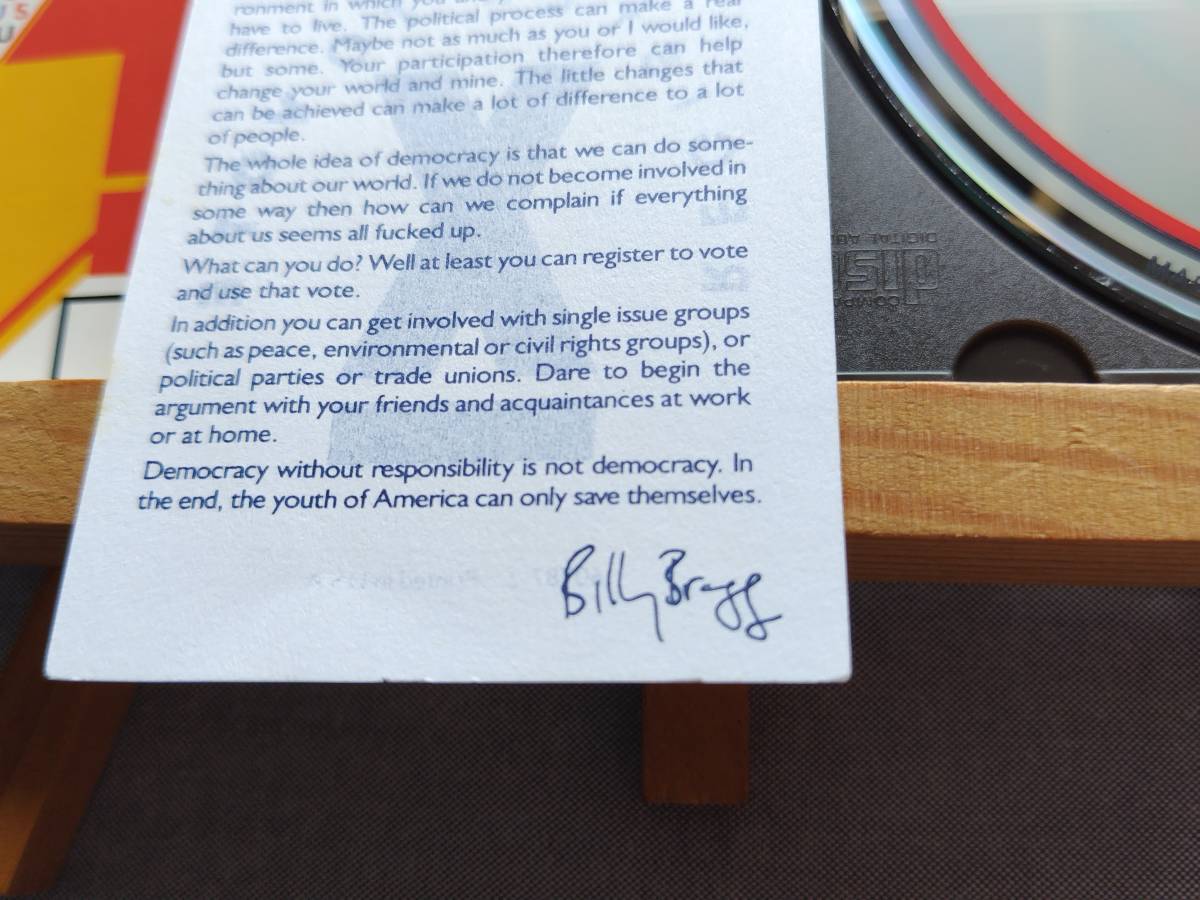 ronment in which you
have to live. The political process can make a real
difference. Maybe not as much as you or I would like,
but some. Your participation therefore can help
change your world and mine. The little changes that
can be achieved can make a lot of difference to a lot
of people.
The whole idea of democracy is that we can do some-
thing about our world. If we do not become involved in
some way then how can we complain if everything
about us seems all fucked up.
What can you do? Well at least you can register to vote
and use that vote.
In addition you can get involved with single issue groups
(such as peace, environmental or civil rights groups), or
political parties or trade unions. Dare to begin the
argument with your friends and acquaintances at work
or at home.
Democracy without responsibility is not democracy. In
the end, the youth of America can only save themselves.
Billy Bragg
DIGITAL
disc